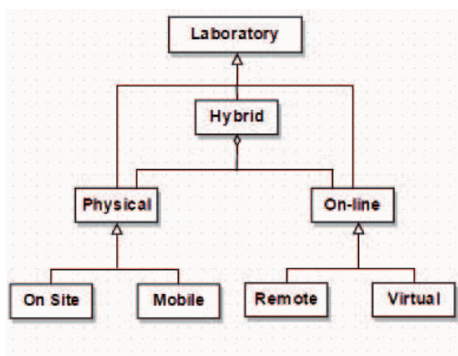 Laboratory
Hybrid
Physical
On-line
On Site
Mobile
Remote
Virtual